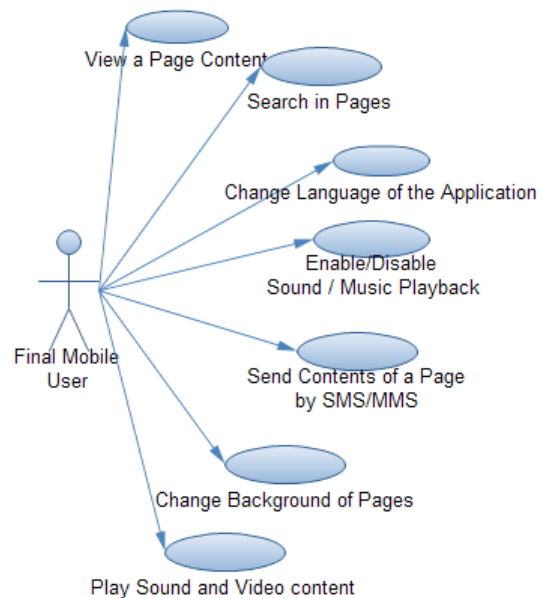 View a Page Content
Search in Pages
Change Language of the Application
Enable/Disable
Sound / Music Playback
Final Mobile
User
Send Contents of a Page
by SMS/MMS
Change Background of Pages
Play Sound and Video content